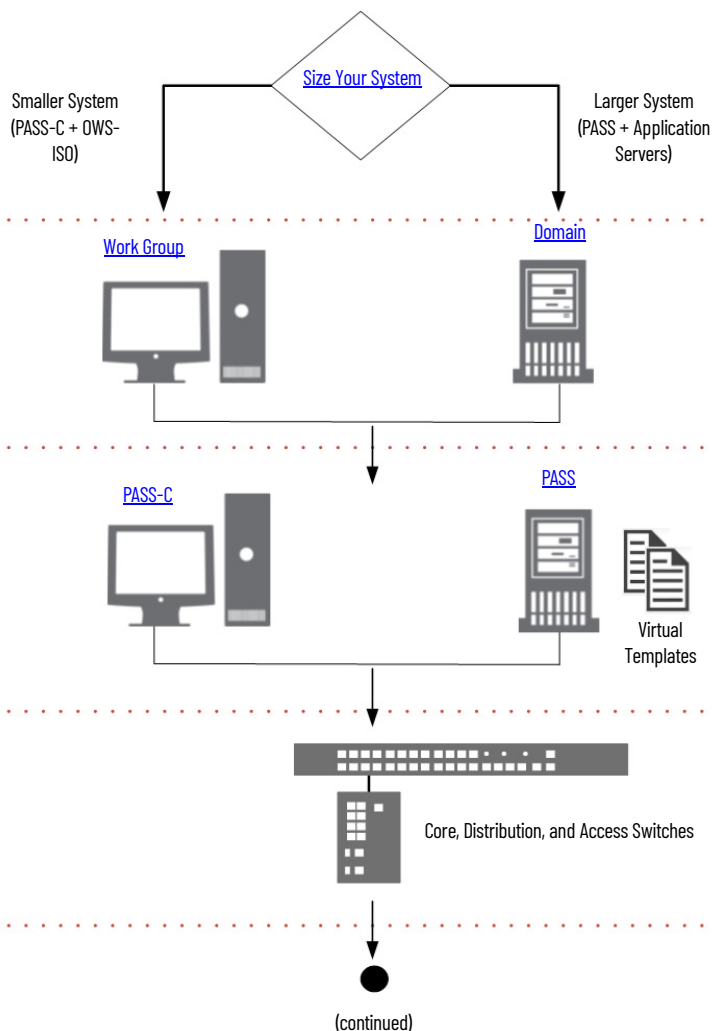 Size Your System
Smaller System
(PASS-C + OWS-
ISO)
Larger System
(PASS + Application
Servers)
Work Group
Domain
PASS-C
PASS
Virtual
Templates
Core, Distribution, and Access Switches
(continued)